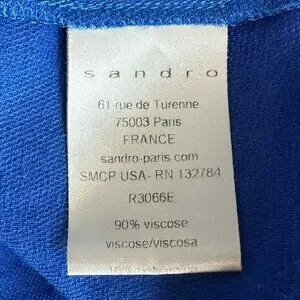 sandro
61 rue de Turenne
75003 Paris
FRANCE
sandro-paris.com
SMCP USA- RN 132784
R3066E
90% viscose
viscose/viscosa